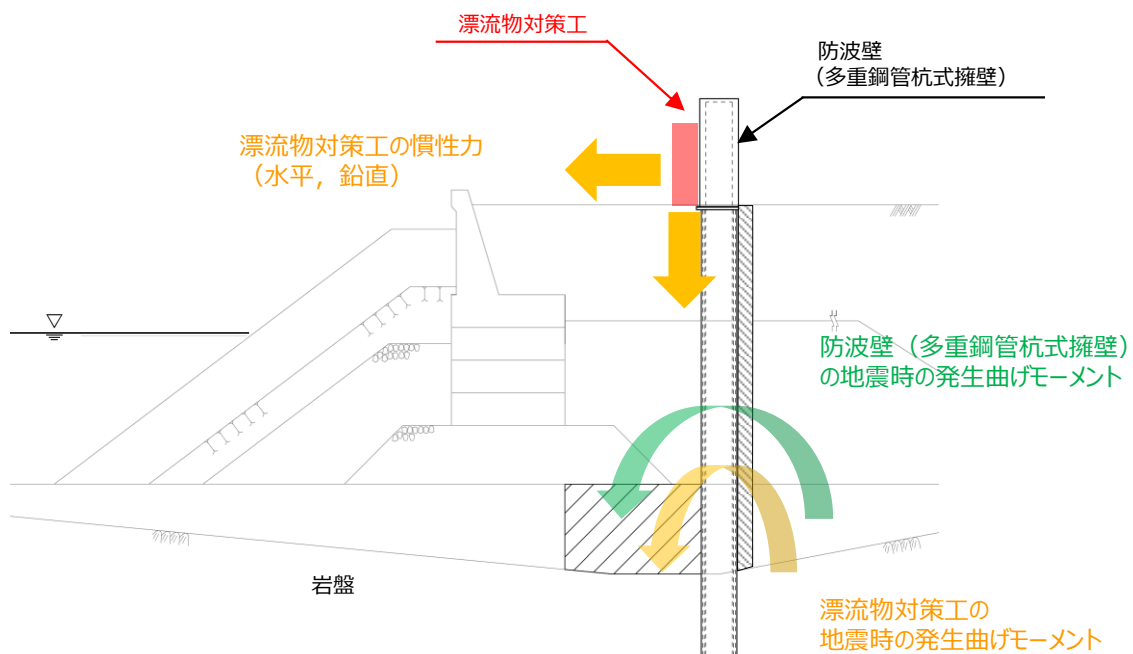 漂流物対策工
防波壁
（多重鋼管杭式擁壁）
漂流物対策工の慣性力
（水平，鉛直）
防波壁（多重鋼管杭式擁壁）
の地震時の発生曲げモーメント
岩盤
漂流物対策工の
地震時の発生曲げモーメント